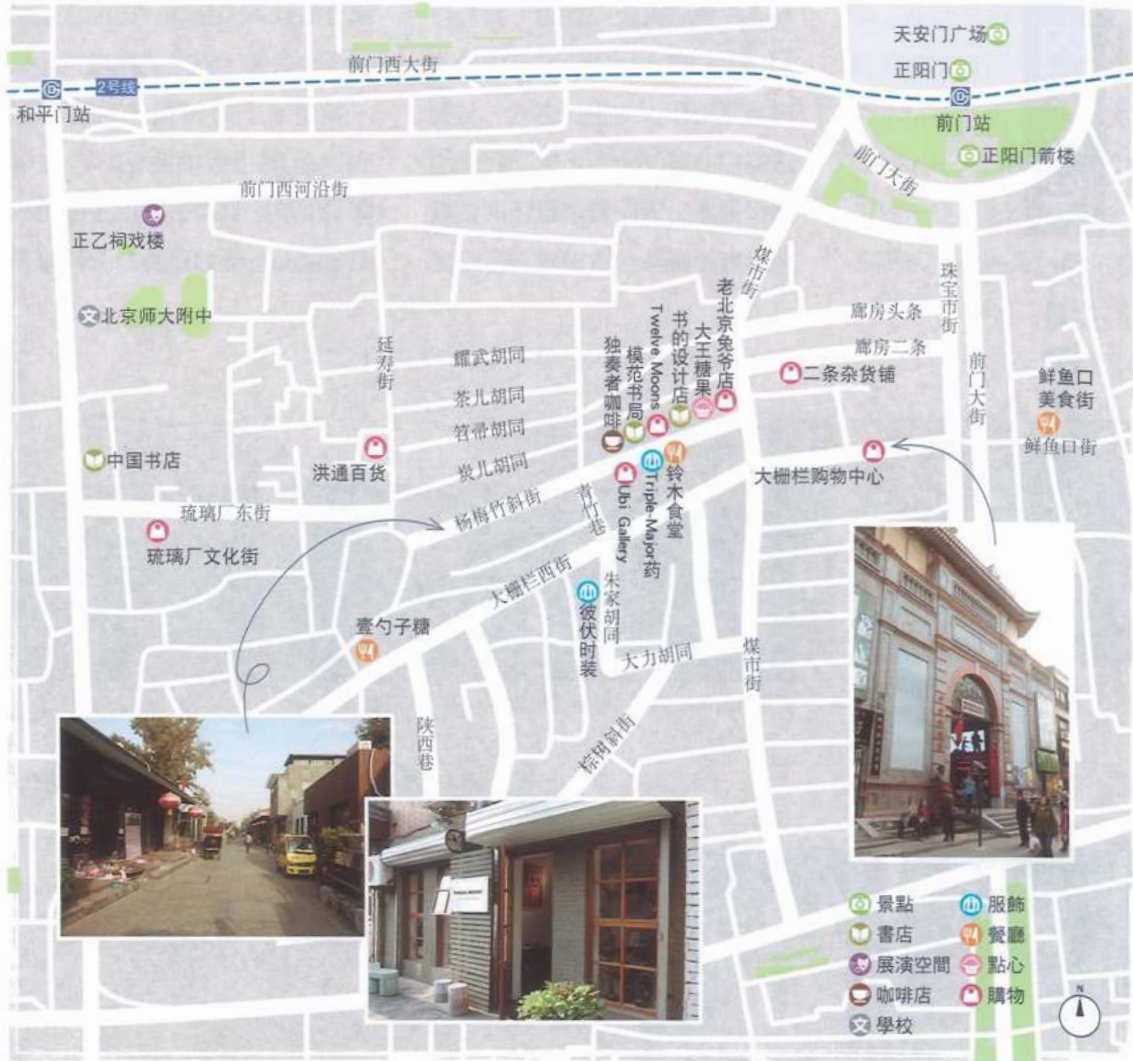 天安门广场
正阳门
前门西大街
2号线
和平门站
前门站
正阳门箭楼
前门大街
前门西河沿街
正乙祠戏楼
煤市街
珠宝市街
老北京兔爷店
大王糖果
书的设计店
Twelve Moons
模范书局
独奏者咖啡
文
北京师大附中
延寿街
廊房头条
廊房二条
耀武胡同
茶儿胡同
笤帚胡同
炭儿胡同
二条杂货铺
前门大街
鲜鱼口
美食街
鲜鱼口街
中国书店
洪通百货
大栅栏购物中心
琉璃厂东街
琉璃厂文化街
杨梅竹斜街
青竹巷
Ubi Gallery
Triple-Major药
铃木食堂
大栅栏西街
朱家胡同
彼伏时装
壹勺子糖
大力胡同
煤市街
陕西巷
棕树斜街
景點
服飾
書店
餐廳
展演空間
點心
咖啡店
購物
文
學校
N